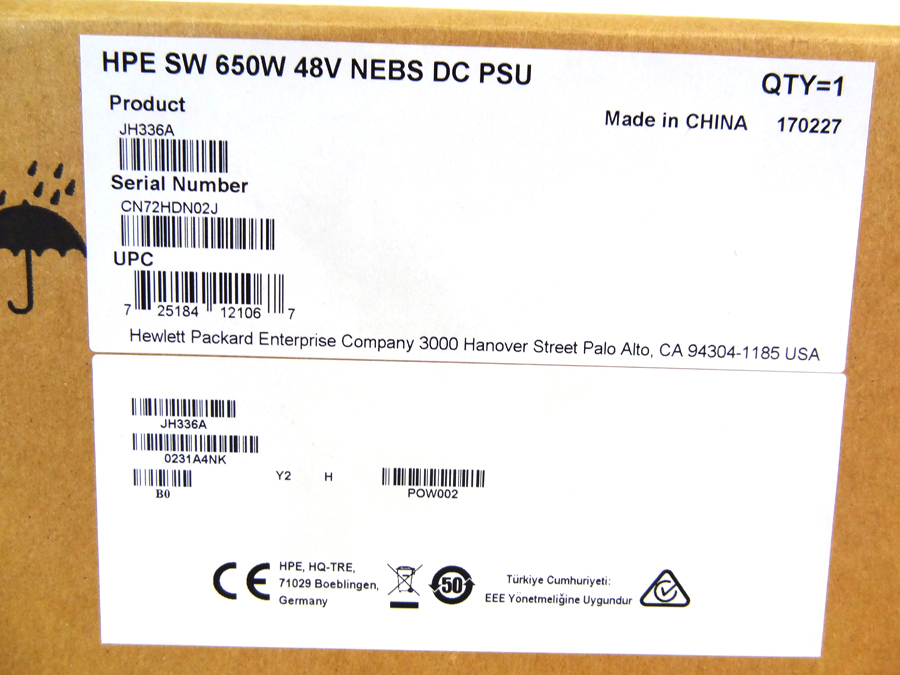 HPE SW 650W 48V NEBS DC PSU
QTY=1
Product
Made in CHINA 170227
JH336A
Serial Number
CN72HDN02J
UPC
7 25184 12106 7
Hewlett Packard Enterprise Company 3000 Hanover Street Palo Alto, CA 94304-1185 USA
JH336A
0231A4NK
B0
Y2 H
POW002
CE
HPE, HQ-TRE,
71029 Boeblingen,
Germany
50
Türkiye Cumhuriyeti:
EEE Yönetmeliğine Uygundur